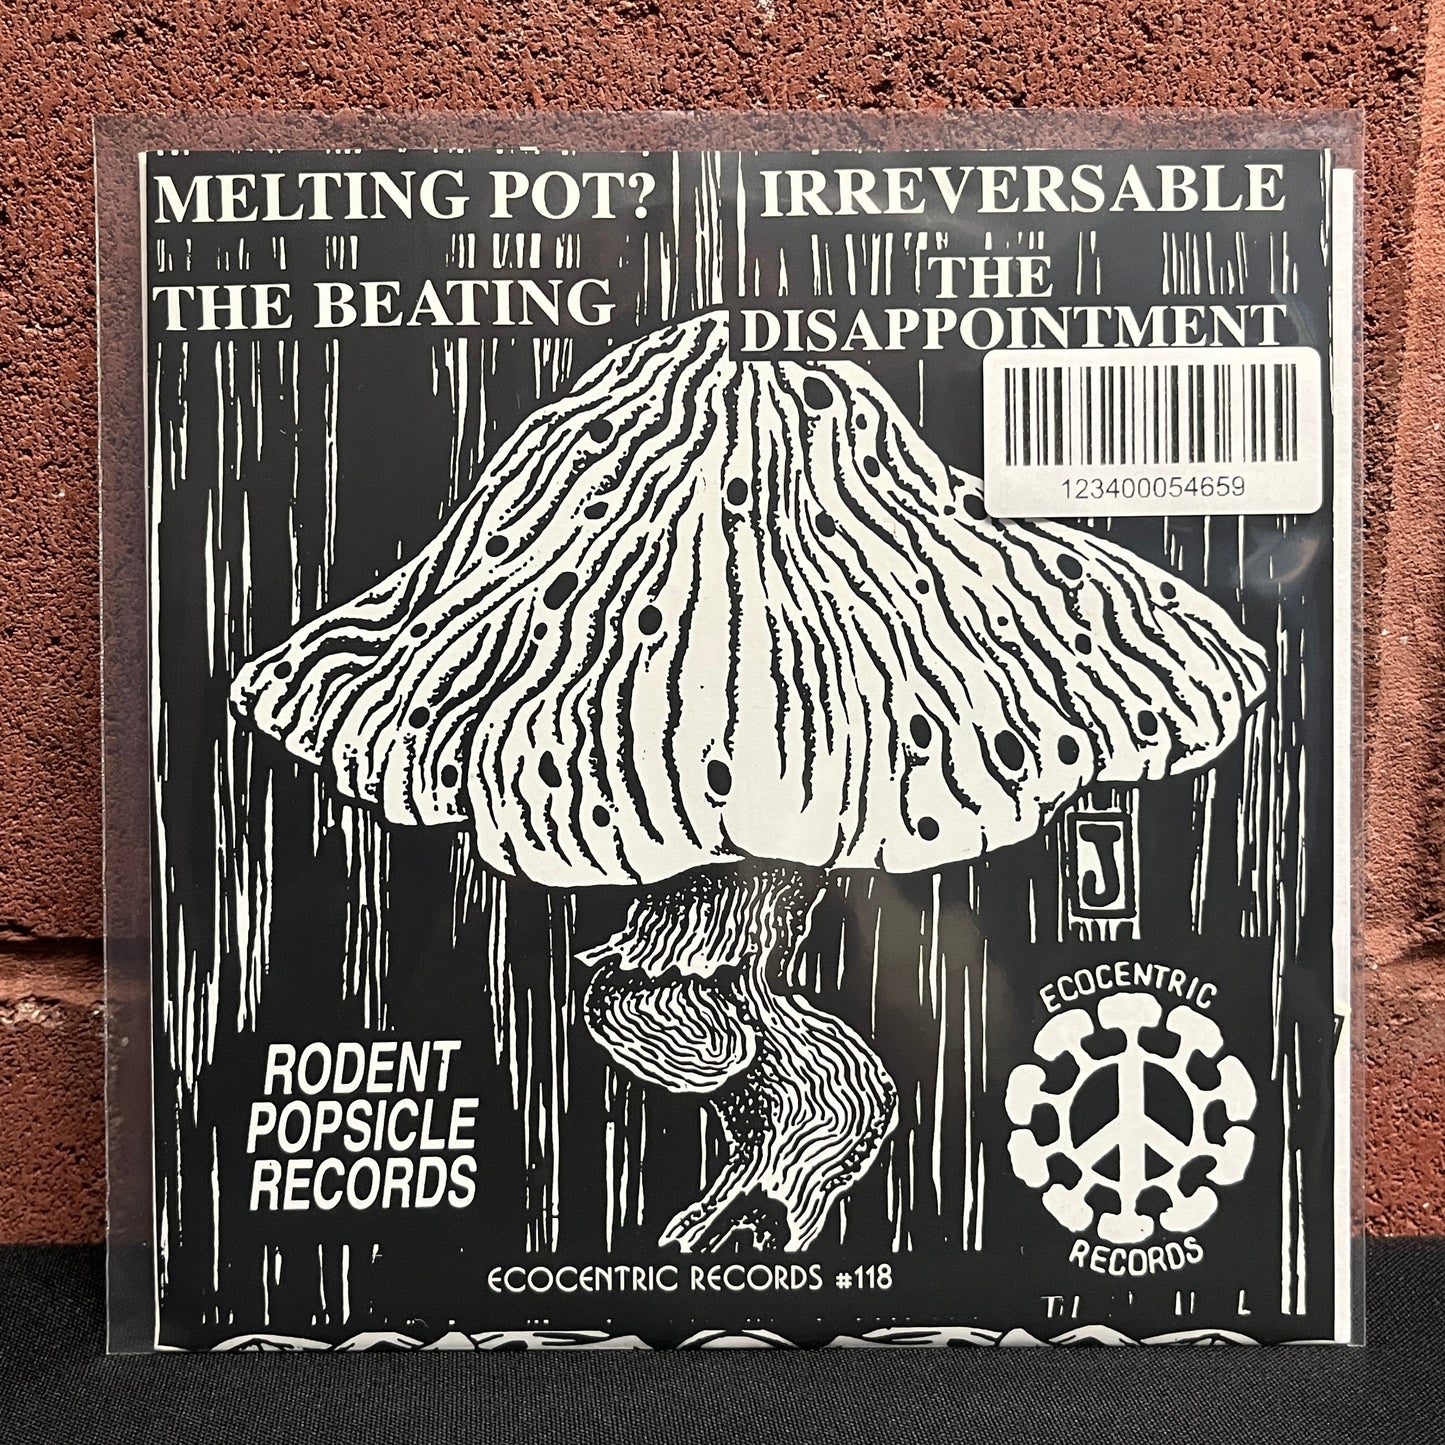 MELTING POT?
THE BEATING
IRREVERSABLE
THE
DISAPPOINTMENT
123400054659
J
RODENT
POPSICLE
RECORDS
ECOCENTRIC
RECORDS
ECOCENTRIC RECORDS #118